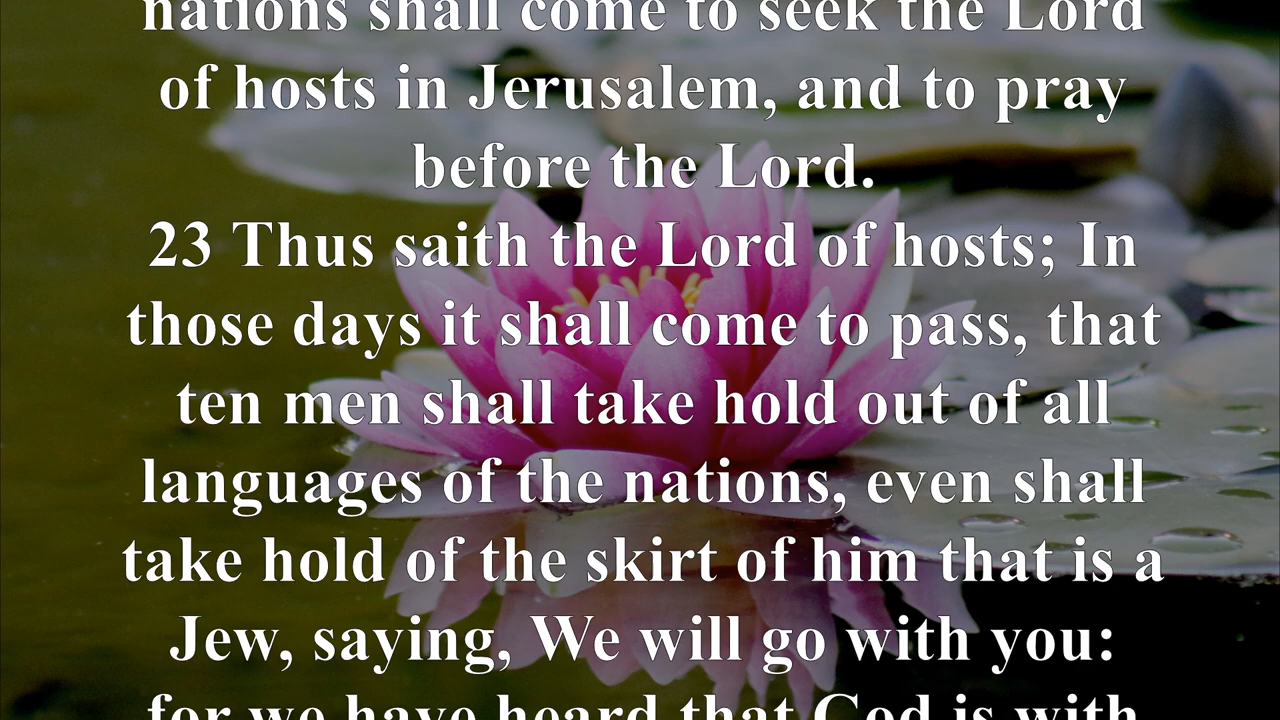 nations shall come to seek the Lord
of hosts in Jerusalem, and to pray
before the Lord.
23 Thus saith the Lord of hosts; In
those days it shall come to pass, that
ten men shall take hold out of all
languages of the nations, even shall
take hold of the skirt of him that is a
Jew, saying, We will go with you:
for we have heard that God is with